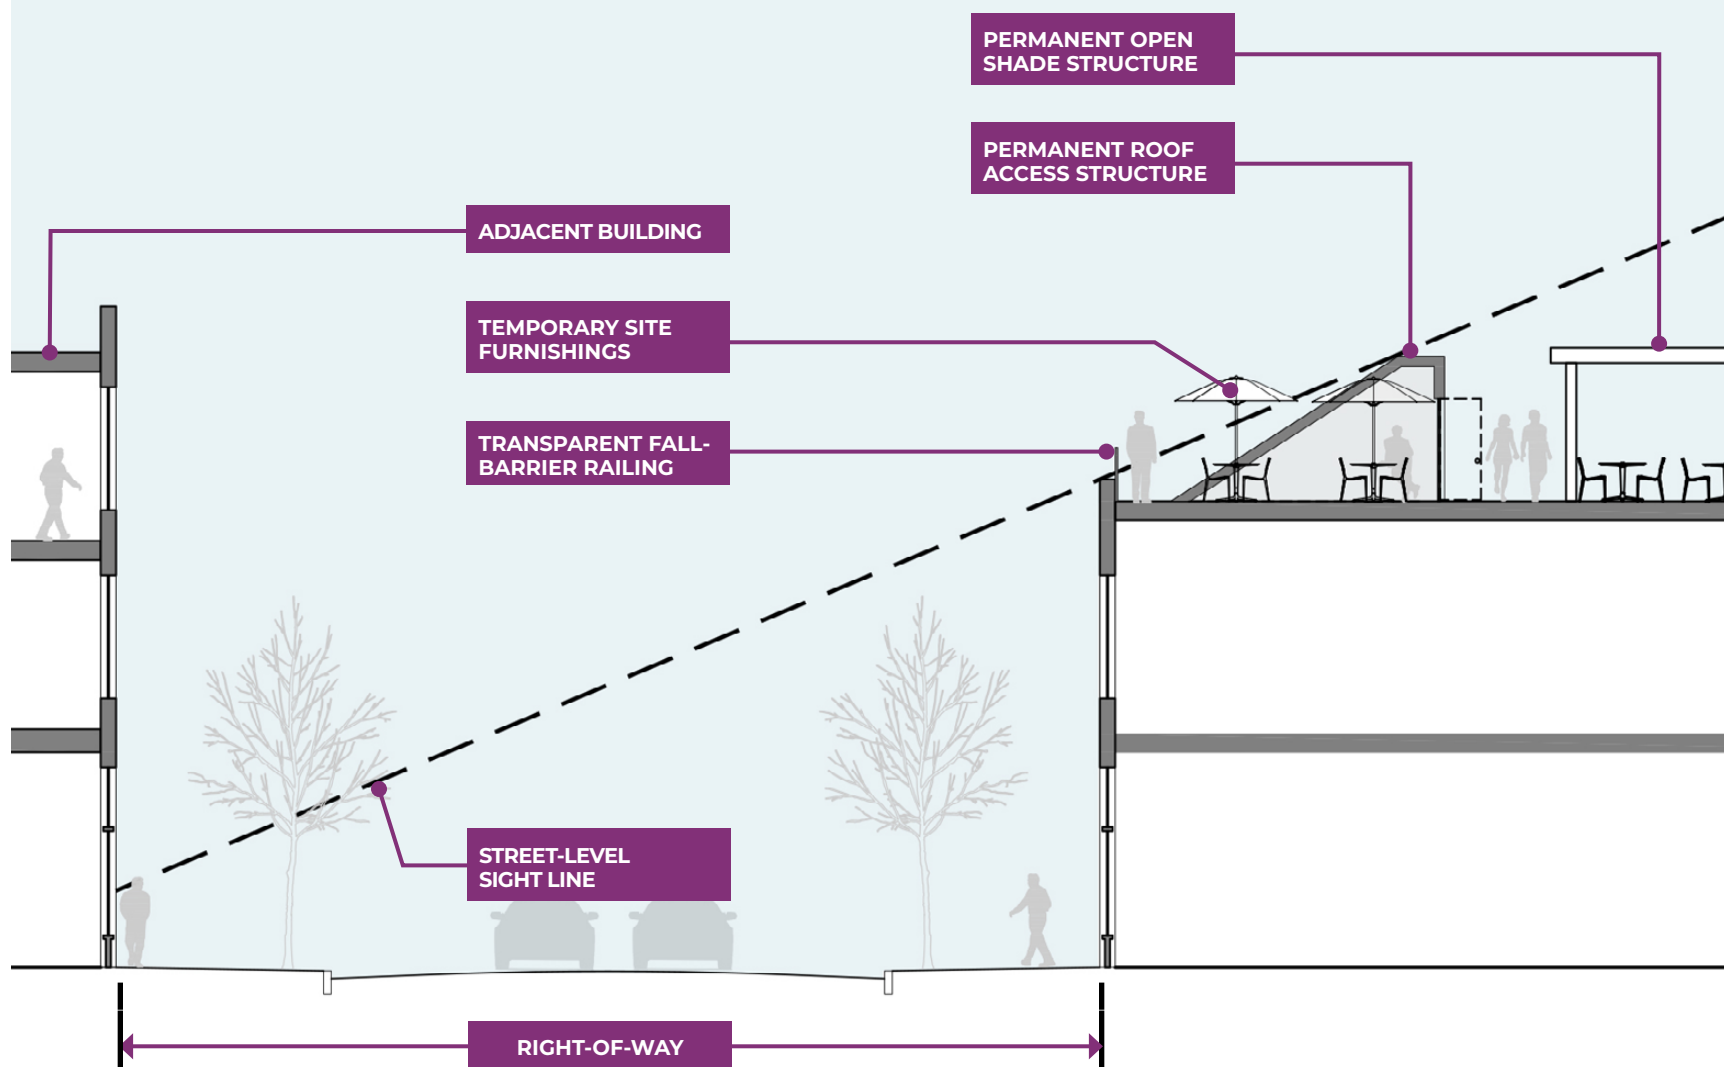 PERMANENT OPEN
SHADE STRUCTURE
PERMANENT ROOF
ACCESS STRUCTURE
ADJACENT BUILDING
TEMPORARY SITE
FURNISHINGS
TRANSPARENT FALL-
BARRIER RAILING
STREET-LEVEL
SIGHT LINE
RIGHT-OF-WAY